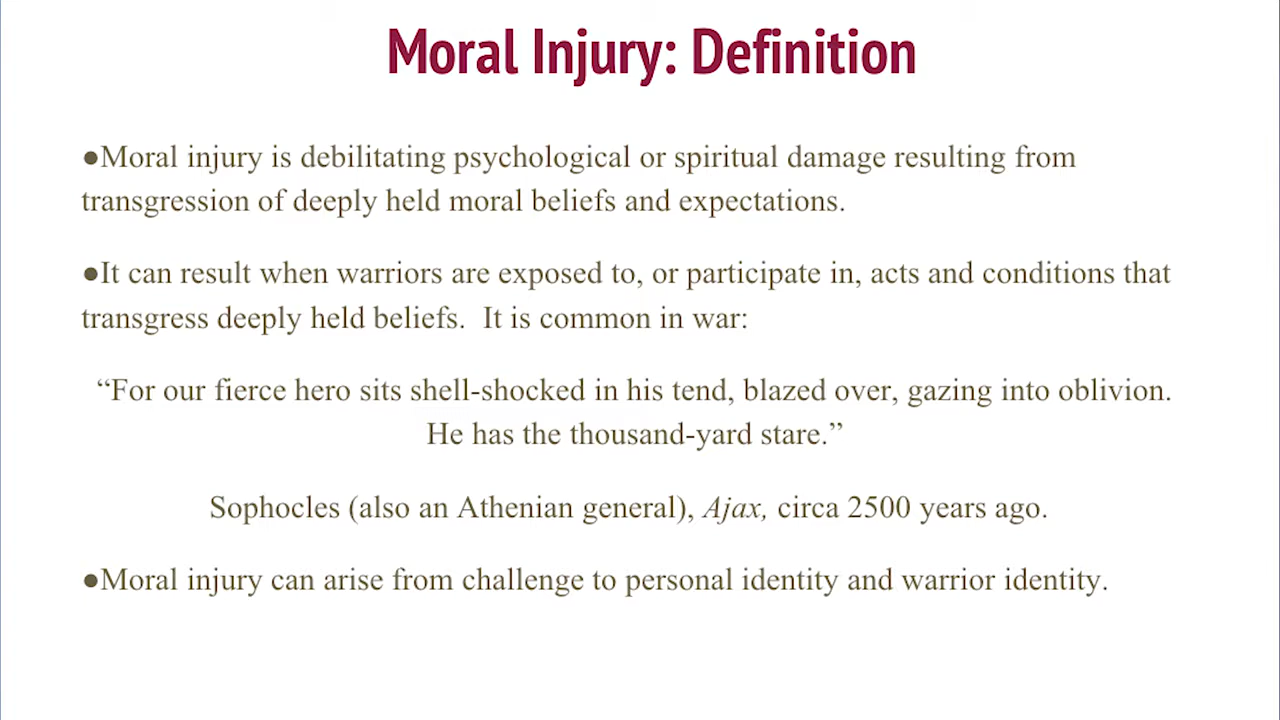 Moral Injury: Definition
●Moral injury is debilitating psychological or spiritual damage resulting from
transgression of deeply held moral beliefs and expectations.
●It can result when warriors are exposed to, or participate in, acts and conditions that
transgress deeply held beliefs.  It is common in war:
“For our fierce hero sits shell-shocked in his tend, blazed over, gazing into oblivion.
He has the thousand-yard stare.”
Sophocles (also an Athenian general), Ajax, circa 2500 years ago.
●Moral injury can arise from challenge to personal identity and warrior identity.